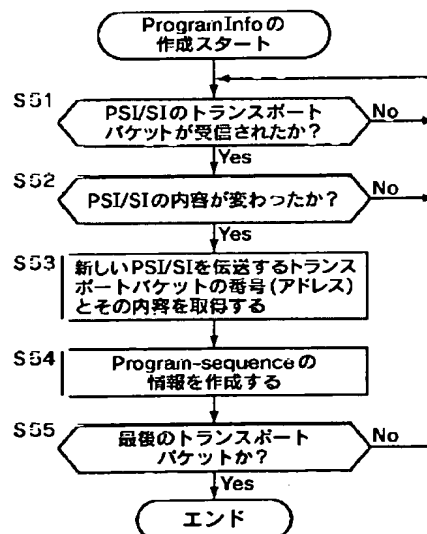 ProgramInfoの
作成スタート
S51
PSI/SIのトランスポート
パケットが受信されたか?
No
Yes
S52
PSI/SIの内容が変わったか?
No
Yes
S53
新しいPSI/SIを伝送するトランス
ポートパケットの番号(アドレス)
とその内容を取得する
S54
Program-sequenceの
情報を作成する
S55
最後のトランスポート
パケットか?
No
Yes
エンド